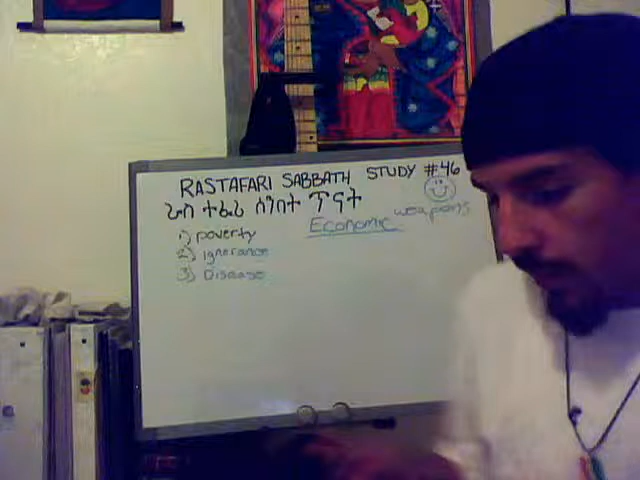 RASTAFARI SABBATH STUDY #46
ራስ ተፈሪ ሰንበት ጥናት
Economic weapons
1) poverty
2) Ignorance
3) Disease